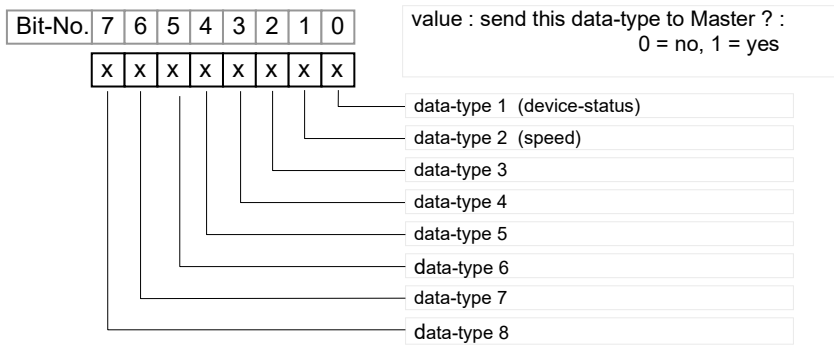 Bit-No. 7 6 5 4 3 2 1 0
value : send this data-type to Master ? :
0 = no, 1 = yes
x x x x x x x x
data-type 1 (device-status)
data-type 2 (speed)
data-type 3
data-type 4
data-type 5
data-type 6
data-type 7
data-type 8